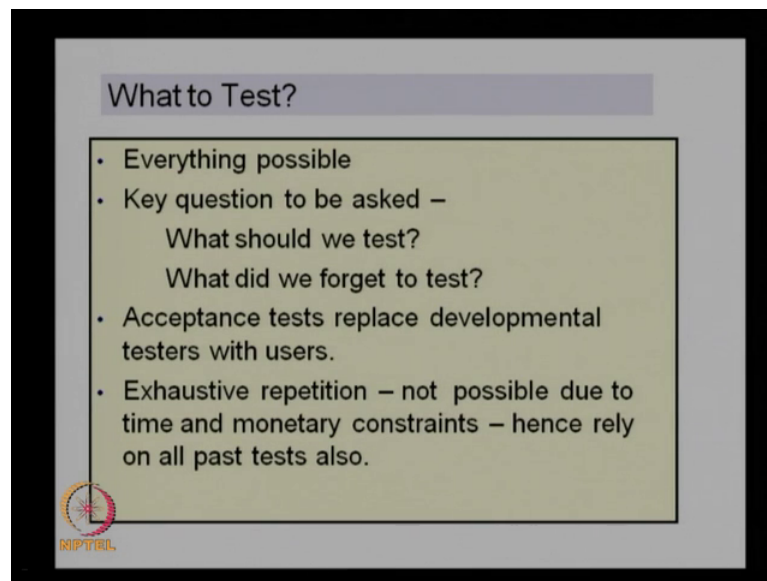 What to Test?
• Everything possible
• Key question to be asked –
What should we test?
What did we forget to test?
• Acceptance tests replace developmental
testers with users.
• Exhaustive repetition – not possible due to
time and monetary constraints – hence rely
on all past tests also.
NPTEL